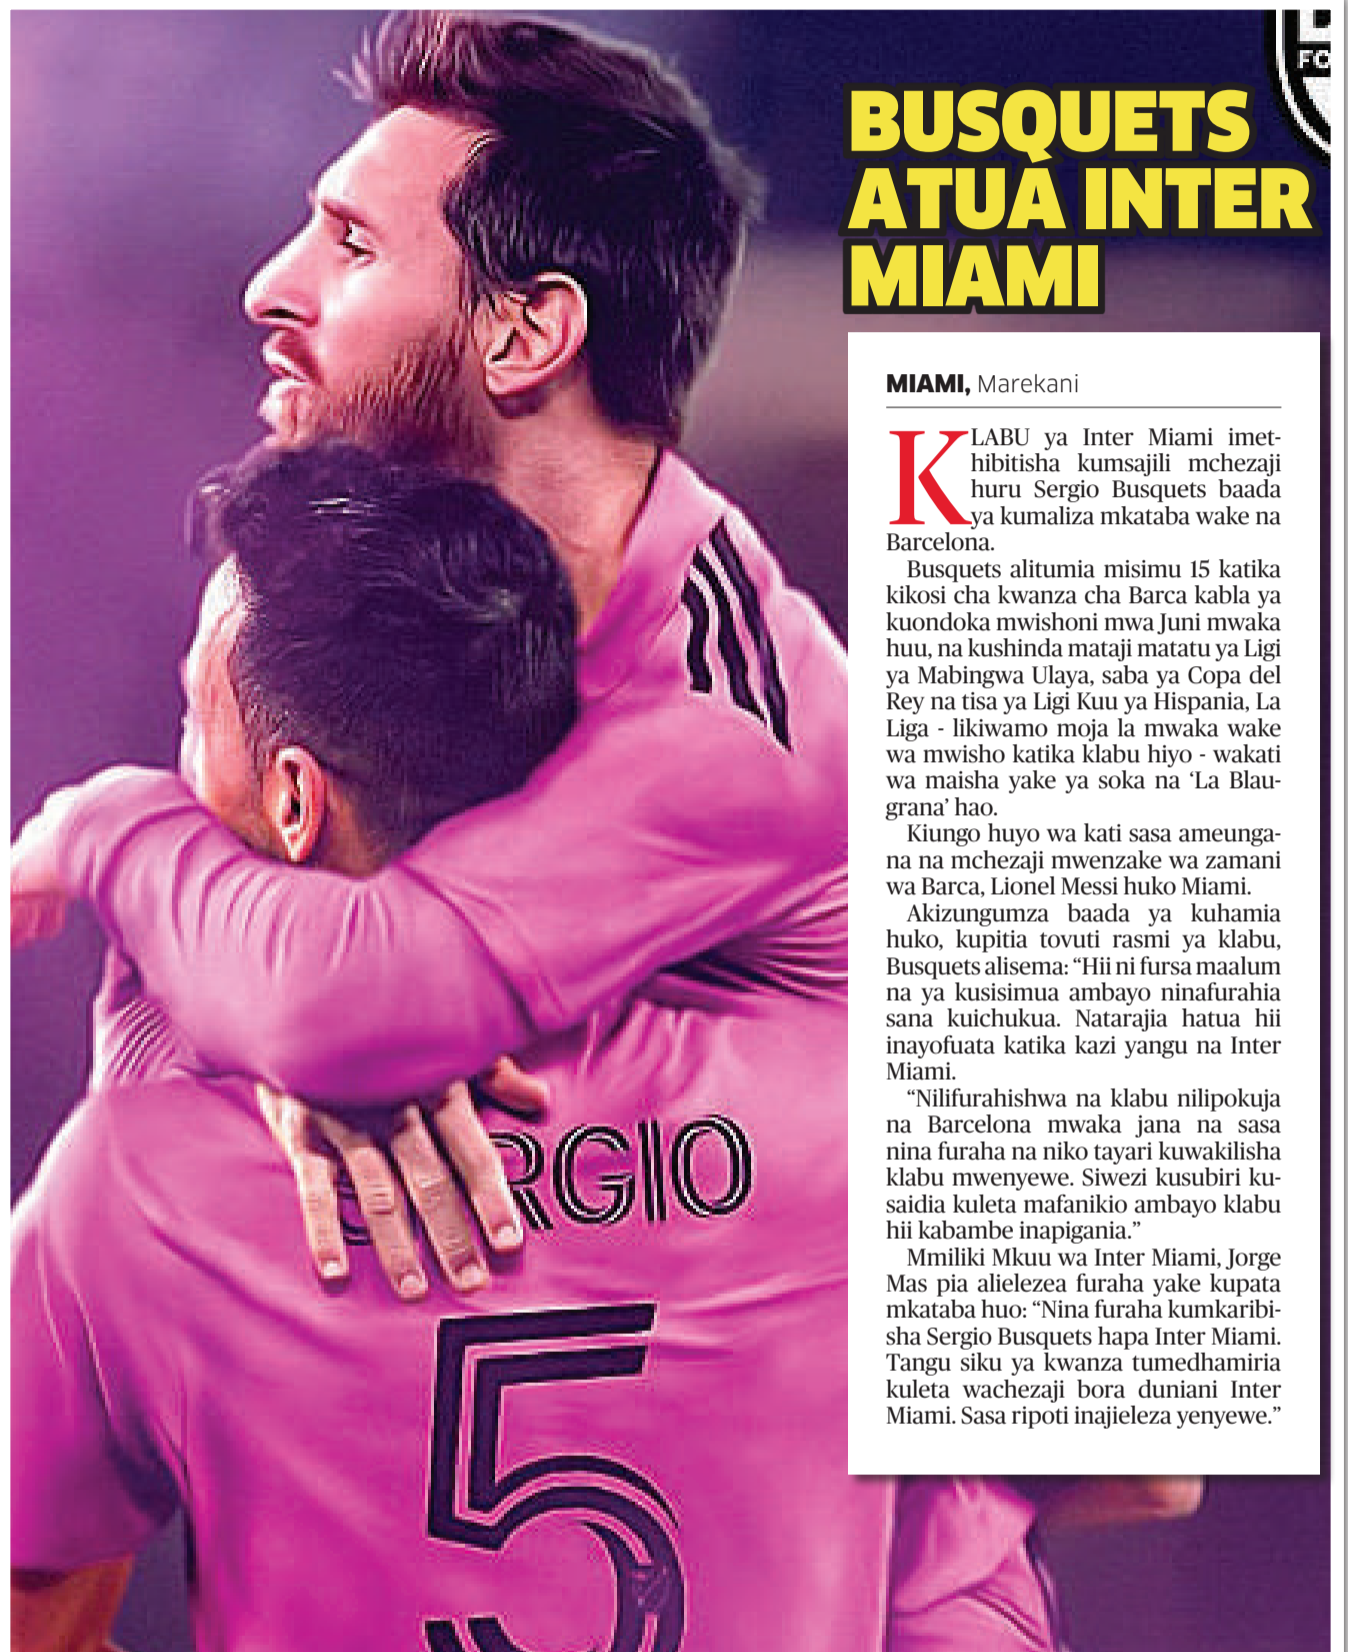 FO
BUSQUETS
ATUA INTER
MIAMI
MIAMI, Marekani
KLABU ya Inter Miami imet-
hibitisha kumsajili mchezaji
huru Sergio Busquets baada
ya kumaliza mkataba wake na
Barcelona.
Busquets alitumia misimu 15 katika
kikosi cha kwanza cha Barca kabla ya
kuondoka mwishoni mwa Juni mwaka
huu, na kushinda mataji matatu ya Ligi
ya Mabingwa Ulaya, saba ya Copa del
Rey na tisa ya Ligi Kuu ya Hispania, La
Liga - likiwamo moja la mwaka wake
wa mwisho katika klabu hiyo - wakati
wa maisha yake ya soka na ‘La Blau-
grana’ hao.
Kiungo huyo wa kati sasa ameunga-
na na mchezaji mwenzake wa zamani
wa Barca, Lionel Messi huko Miami.
Akizungumza baada ya kuhamia
huko, kupitia tovuti rasmi ya klabu,
Busquets alisema: “Hii ni fursa maalum
na ya kusisimua ambayo ninafurahia
sana kuichukua. Natarajia hatua hii
inayofuata katika kazi yangu na Inter
Miami.
“Nilifurahishwa na klabu nilipokuja
na Barcelona mwaka jana na sasa
nina furaha na niko tayari kuwakilisha
klabu mwenyewe. Siwezi kusubiri ku-
saidia kuleta mafanikio ambayo klabu
hii kabambe inapigania.”
Mmiliki Mkuu wa Inter Miami, Jorge
Mas pia alielezea furaha yake kupata
mkataba huo: “Nina furaha kumkaribi-
sha Sergio Busquets hapa Inter Miami.
Tangu siku ya kwanza tumedhamiria
kuleta wachezaji bora duniani Inter
Miami. Sasa ripoti inajieleza yenyewe.”
RGIO
5